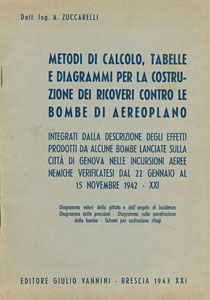 Dott. Ing. A. ZUCCARELLI
METODI DI CALCOLO, TABELLE
E DIAGRAMMI PER LA COSTRU-
ZIONE DEI RICOVERI CONTRO LE
BOMBE DI AEREOPLANO
INTEGRATI DALLA DESCRIZIONE DEGLI EFFETTI
PRODOTTI DA ALCUNE BOMBE LANCIATE SULLA
CITTÀ DI GENOVA NELLE INCURSIONI AEREE
NEMICHE VERIFICATESI DAL 22 GENNAIO AL
15 NOVEMBRE 1942 - XXI
Diagramma valori della gittata e dell'angolo di incidenza
Diagramma delle pressioni - Diagramma sulla penetrazione
delle bombe - Schemi per costruzione rifugi
EDITORE GIULIO VANNINI - BRESCIA 1943 XXI